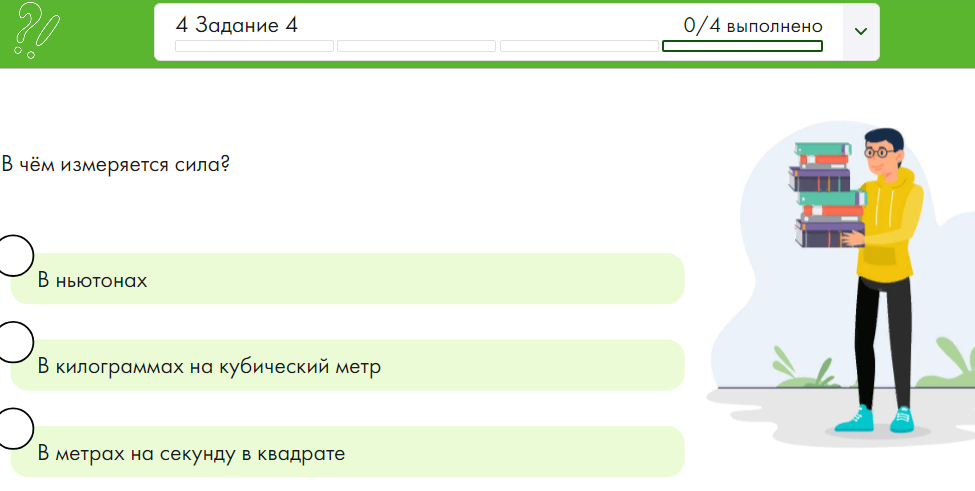 4 Задание 4
0/4 выполнено
В чём измеряется сила?
В ньютонах
В килограммах на кубический метр
В метрах на секунду в квадрате